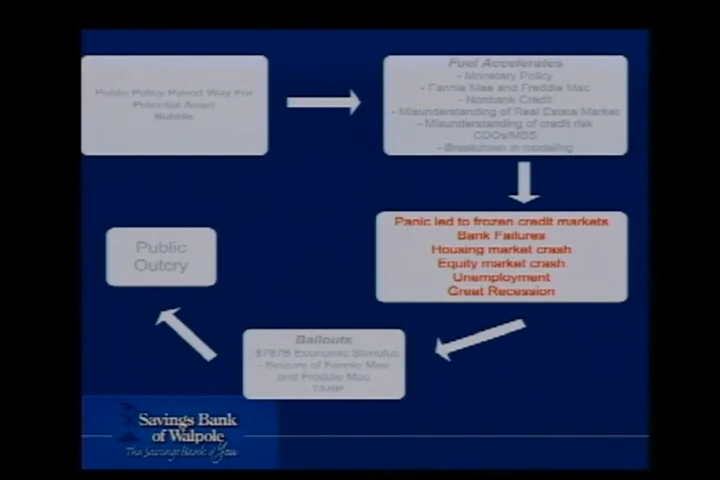 Public Policy Paved Way For
Potential Asset
Bubble
Fuel Accelerates
- Monetary Policy
- Fannie Mae and Freddie Mac
- Nonbank Credit
- Misunderstanding of Real Estate Market
- Misunderstanding of credit risk
CDOs/MBS
- Breakdown in modeling
Panic led to frozen credit markets
Bank Failures
Housing market crash
Equity market crash
Unemployment
Great Recession
Bailouts
$787B Economic Stimulus
- Seizure of Fannie Mae
and Freddie Mac
- TARP
Public
Outcry
Savings Bank
of Walpole
The Savings Bank of You